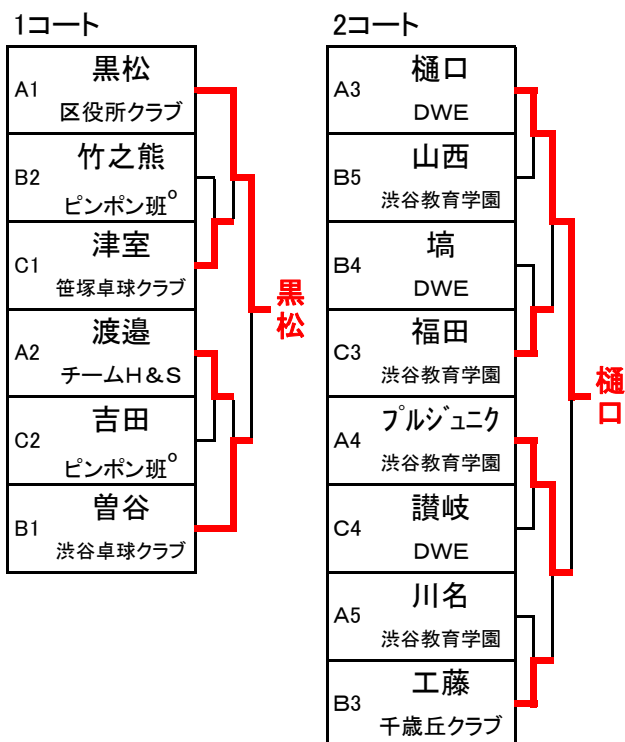 1コート
A1
黒松
区役所クラブ
B2
竹之熊
ピンポン班°
C1
津室
笹塚卓球クラブ
A2
渡邉
チームH&S
C2
吉田
ピンポン班°
B1
曽谷
渋谷卓球クラブ
黒松
2コート
A3
樋口
DWE
B5
山西
渋谷教育学園
B4
塙
DWE
C3
福田
渋谷教育学園
A4
プルジュニク
渋谷教育学園
C4
讃岐
DWE
A5
川名
渋谷教育学園
B3
工藤
千歳丘クラブ
樋口